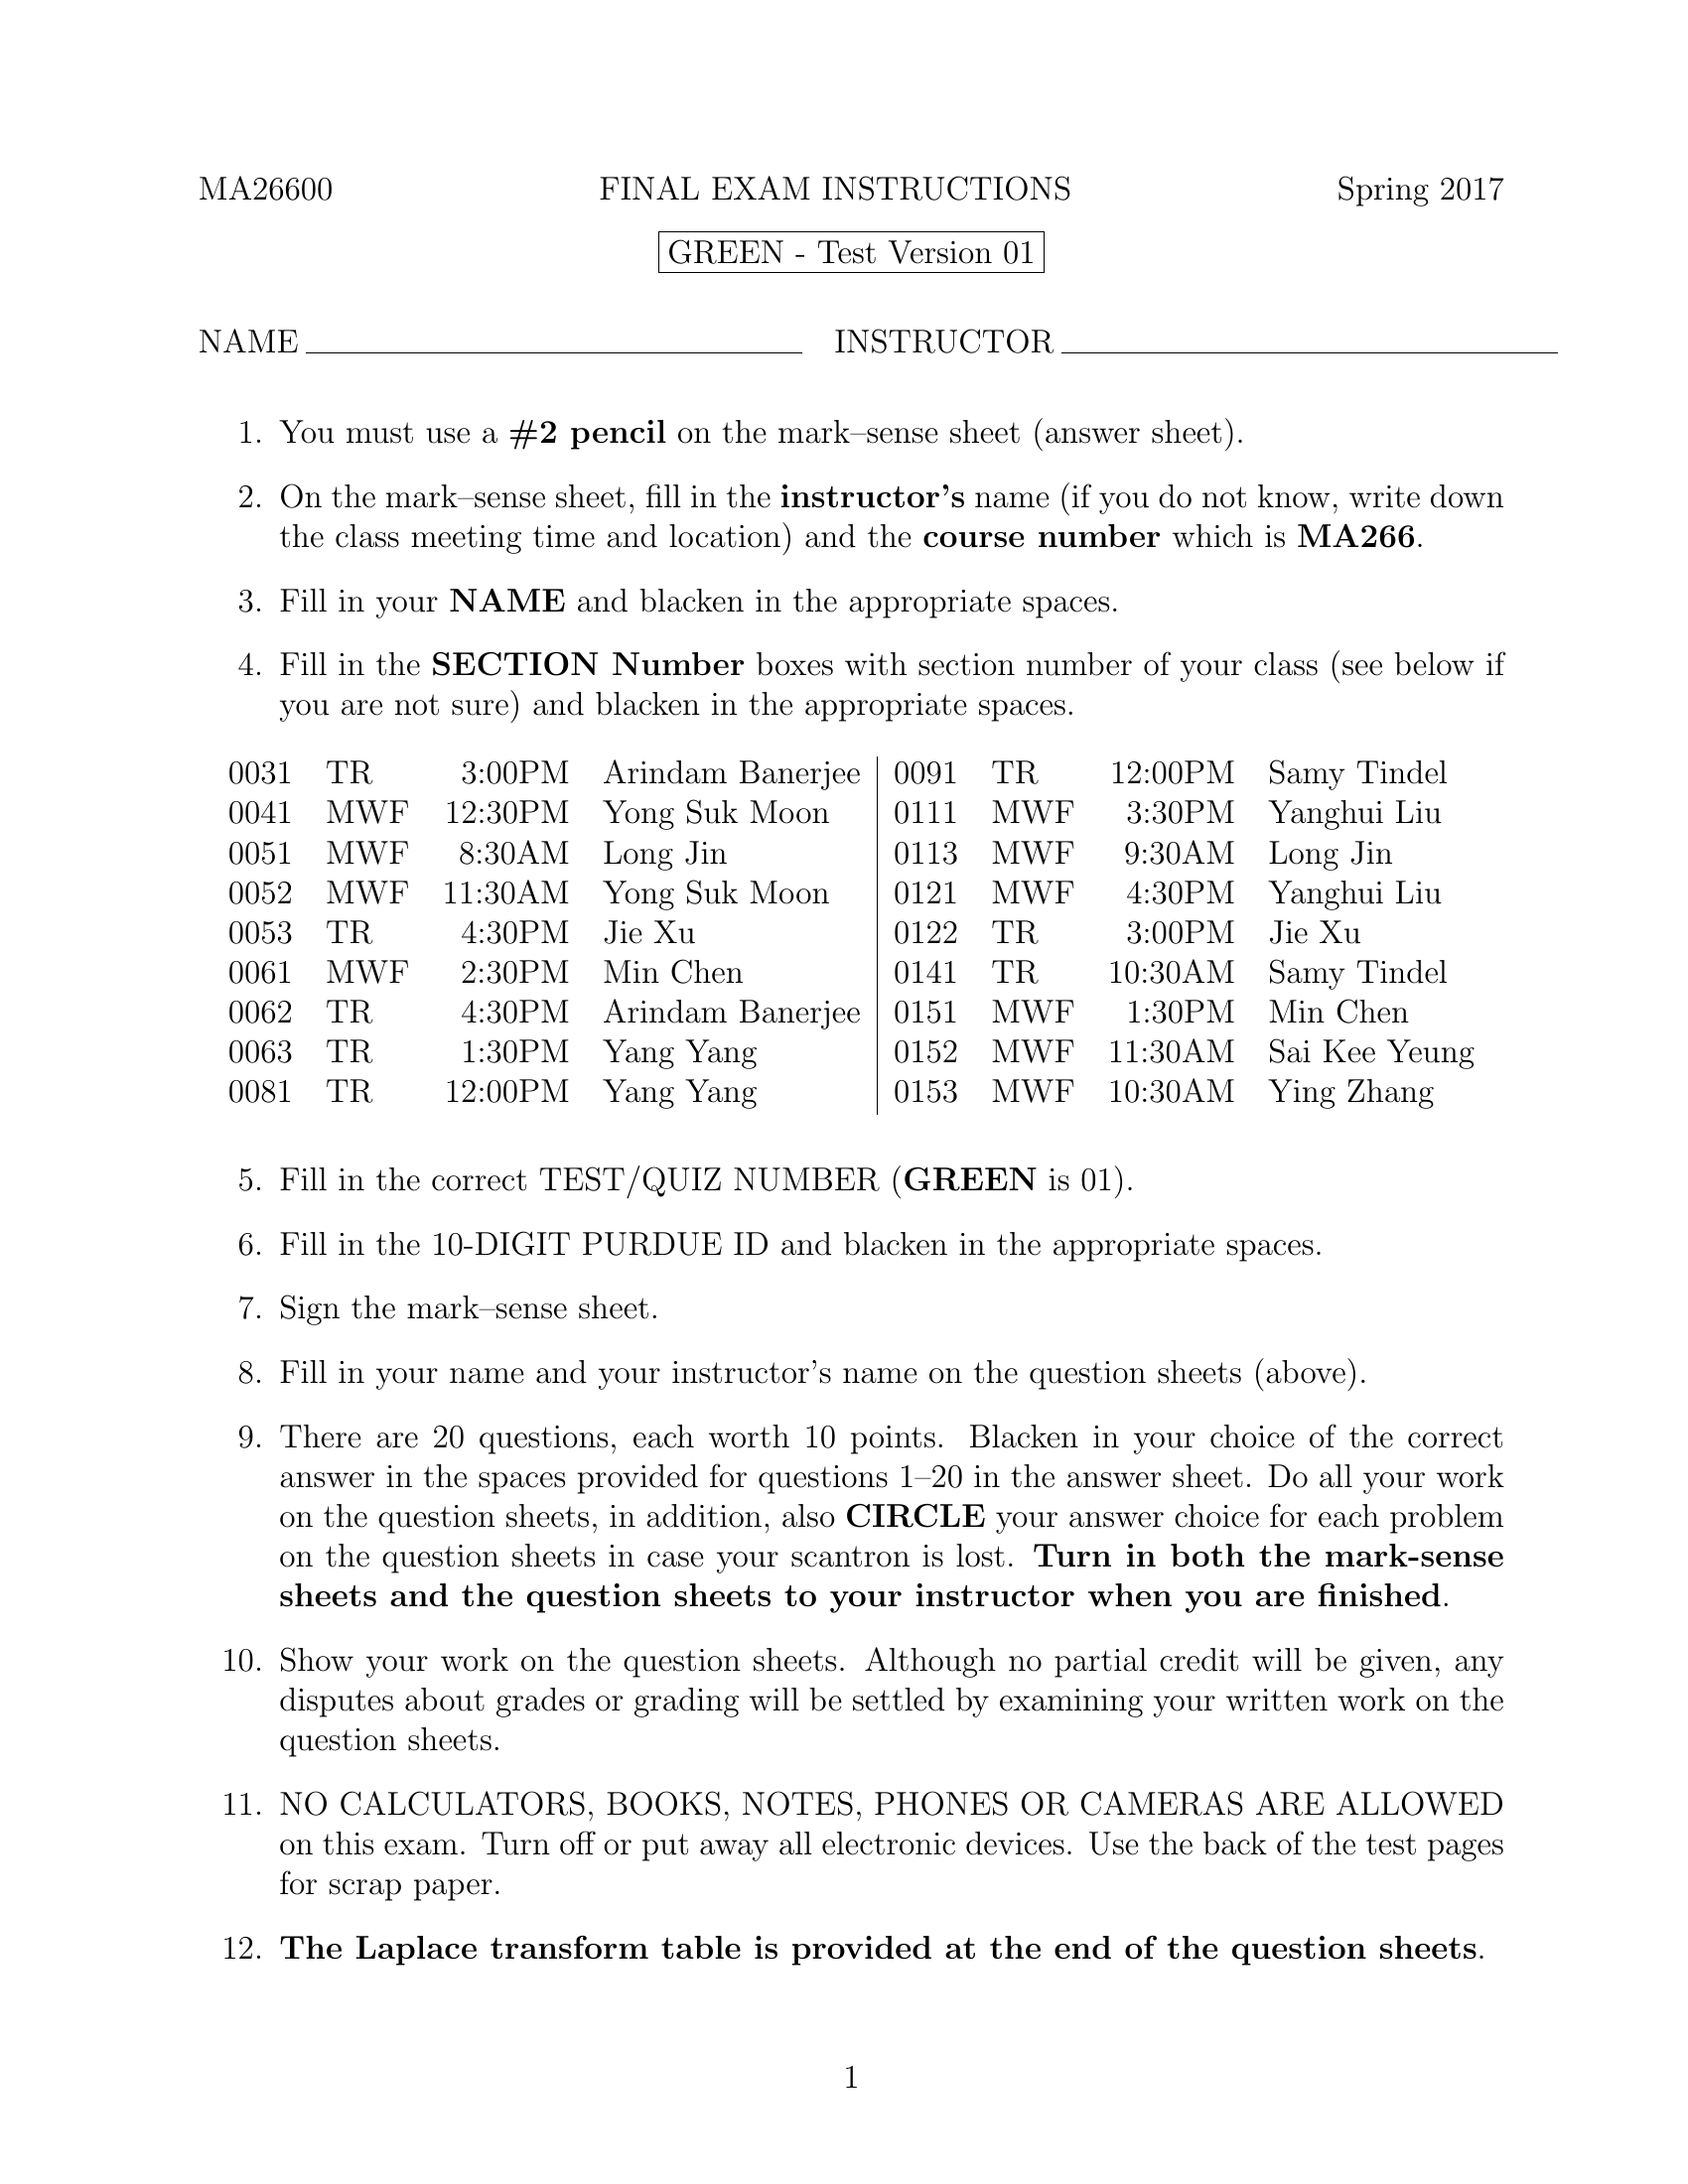 MA26600 FINAL EXAM INSTRUCTIONS Spring 2017
GREEN - Test Version 01
NAME INSTRUCTOR
1. You must use a #2 pencil on the mark–sense sheet (answer sheet).
2. On the mark–sense sheet, fill in the instructor's name (if you do not know, write down
the class meeting time and location) and the course number which is MA266.
3. Fill in your NAME and blacken in the appropriate spaces.
4. Fill in the SECTION Number boxes with section number of your class (see below if
you are not sure) and blacken in the appropriate spaces.
0031 TR 3:00PM Arindam Banerjee 0091 TR 12:00PM Samy Tindel
0041 MWF 12:30PM Yong Suk Moon 0111 MWF 3:30PM Yanghui Liu
0051 MWF 8:30AM Long Jin 0113 MWF 9:30AM Long Jin
0052 MWF 11:30AM Yong Suk Moon 0121 MWF 4:30PM Yanghui Liu
0053 TR 4:30PM Jie Xu 0122 TR 3:00PM Jie Xu
0061 MWF 2:30PM Min Chen 0141 TR 10:30AM Samy Tindel
0062 TR 4:30PM Arindam Banerjee 0151 MWF 1:30PM Min Chen
0063 TR 1:30PM Yang Yang 0152 MWF 11:30AM Sai Kee Yeung
0081 TR 12:00PM Yang Yang 0153 MWF 10:30AM Ying Zhang
5. Fill in the correct TEST/QUIZ NUMBER (GREEN is 01).
6. Fill in the 10-DIGIT PURDUE ID and blacken in the appropriate spaces.
7. Sign the mark–sense sheet.
8. Fill in your name and your instructor's name on the question sheets (above).
9. There are 20 questions, each worth 10 points. Blacken in your choice of the correct
answer in the spaces provided for questions 1–20 in the answer sheet. Do all your work
on the question sheets, in addition, also CIRCLE your answer choice for each problem
on the question sheets in case your scantron is lost. Turn in both the mark-sense
sheets and the question sheets to your instructor when you are finished.
10. Show your work on the question sheets. Although no partial credit will be given, any
disputes about grades or grading will be settled by examining your written work on the
question sheets.
11. NO CALCULATORS, BOOKS, NOTES, PHONES OR CAMERAS ARE ALLOWED
on this exam. Turn off or put away all electronic devices. Use the back of the test pages
for scrap paper.
12. The Laplace transform table is provided at the end of the question sheets.
1